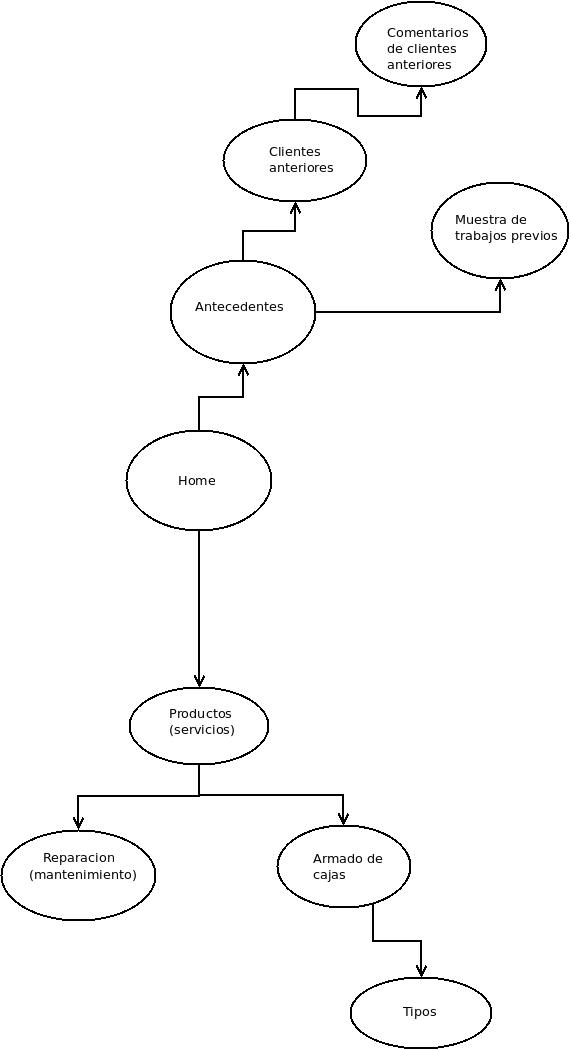 Comentarios
de clientes
anteriores
Clientes
anteriores
Muestra de
trabajos previos
Antecedentes
Home
Productos
(servicios)
Reparacion
(mantenimiento)
Armado de
cajas
Tipos